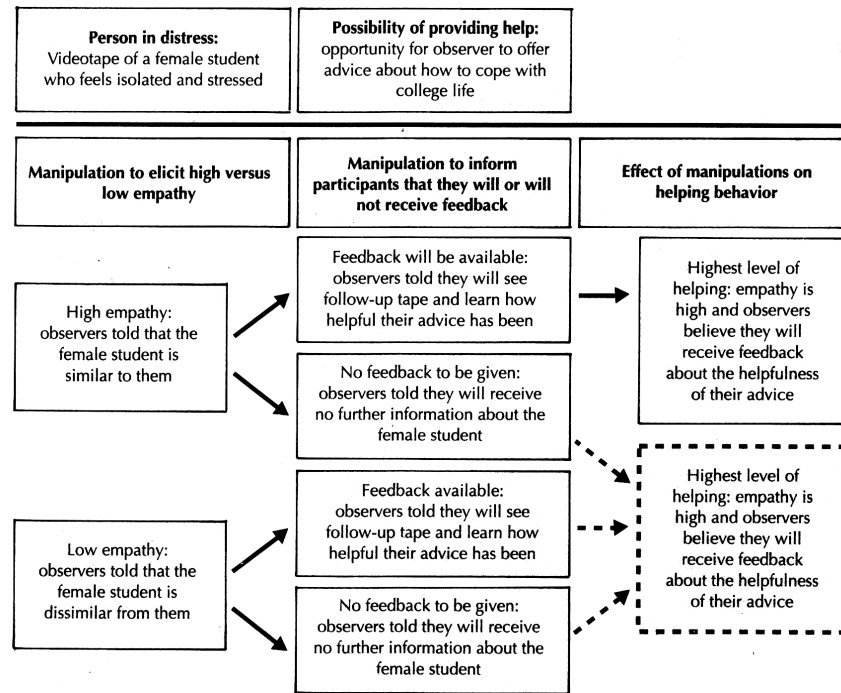 Person in distress:
Videotape of a female student
who feels isolated and stressed
Possibility of providing help:
opportunity for observer to offer
advice about how to cope with
college life
Manipulation to elicit high versus
low empathy
Manipulation to inform
participants that they will or will
not receive feedback
Effect of manipulations on
helping behavior
High empathy:
observers told that the
female student is
similar to them
Feedback will be available:
observers told they will see
follow-up tape and learn how
helpful their advice has been
Highest level of
helping: empathy is
high and observers
believe they will
receive feedback
about the helpfulness
of their advice
No feedback to be given:
observers told they will receive
no further information about the
female student
Low empathy:
observers told that the
female student is
dissimilar from them
Feedback available:
observers told they will see
follow-up tape and learn how
helpful their advice has been
Highest level of
helping: empathy is
high and observers
believe they will
receive feedback
about the helpfulness
of their advice
No feedback to be given:
observers told they will receive
no further information about the
female student